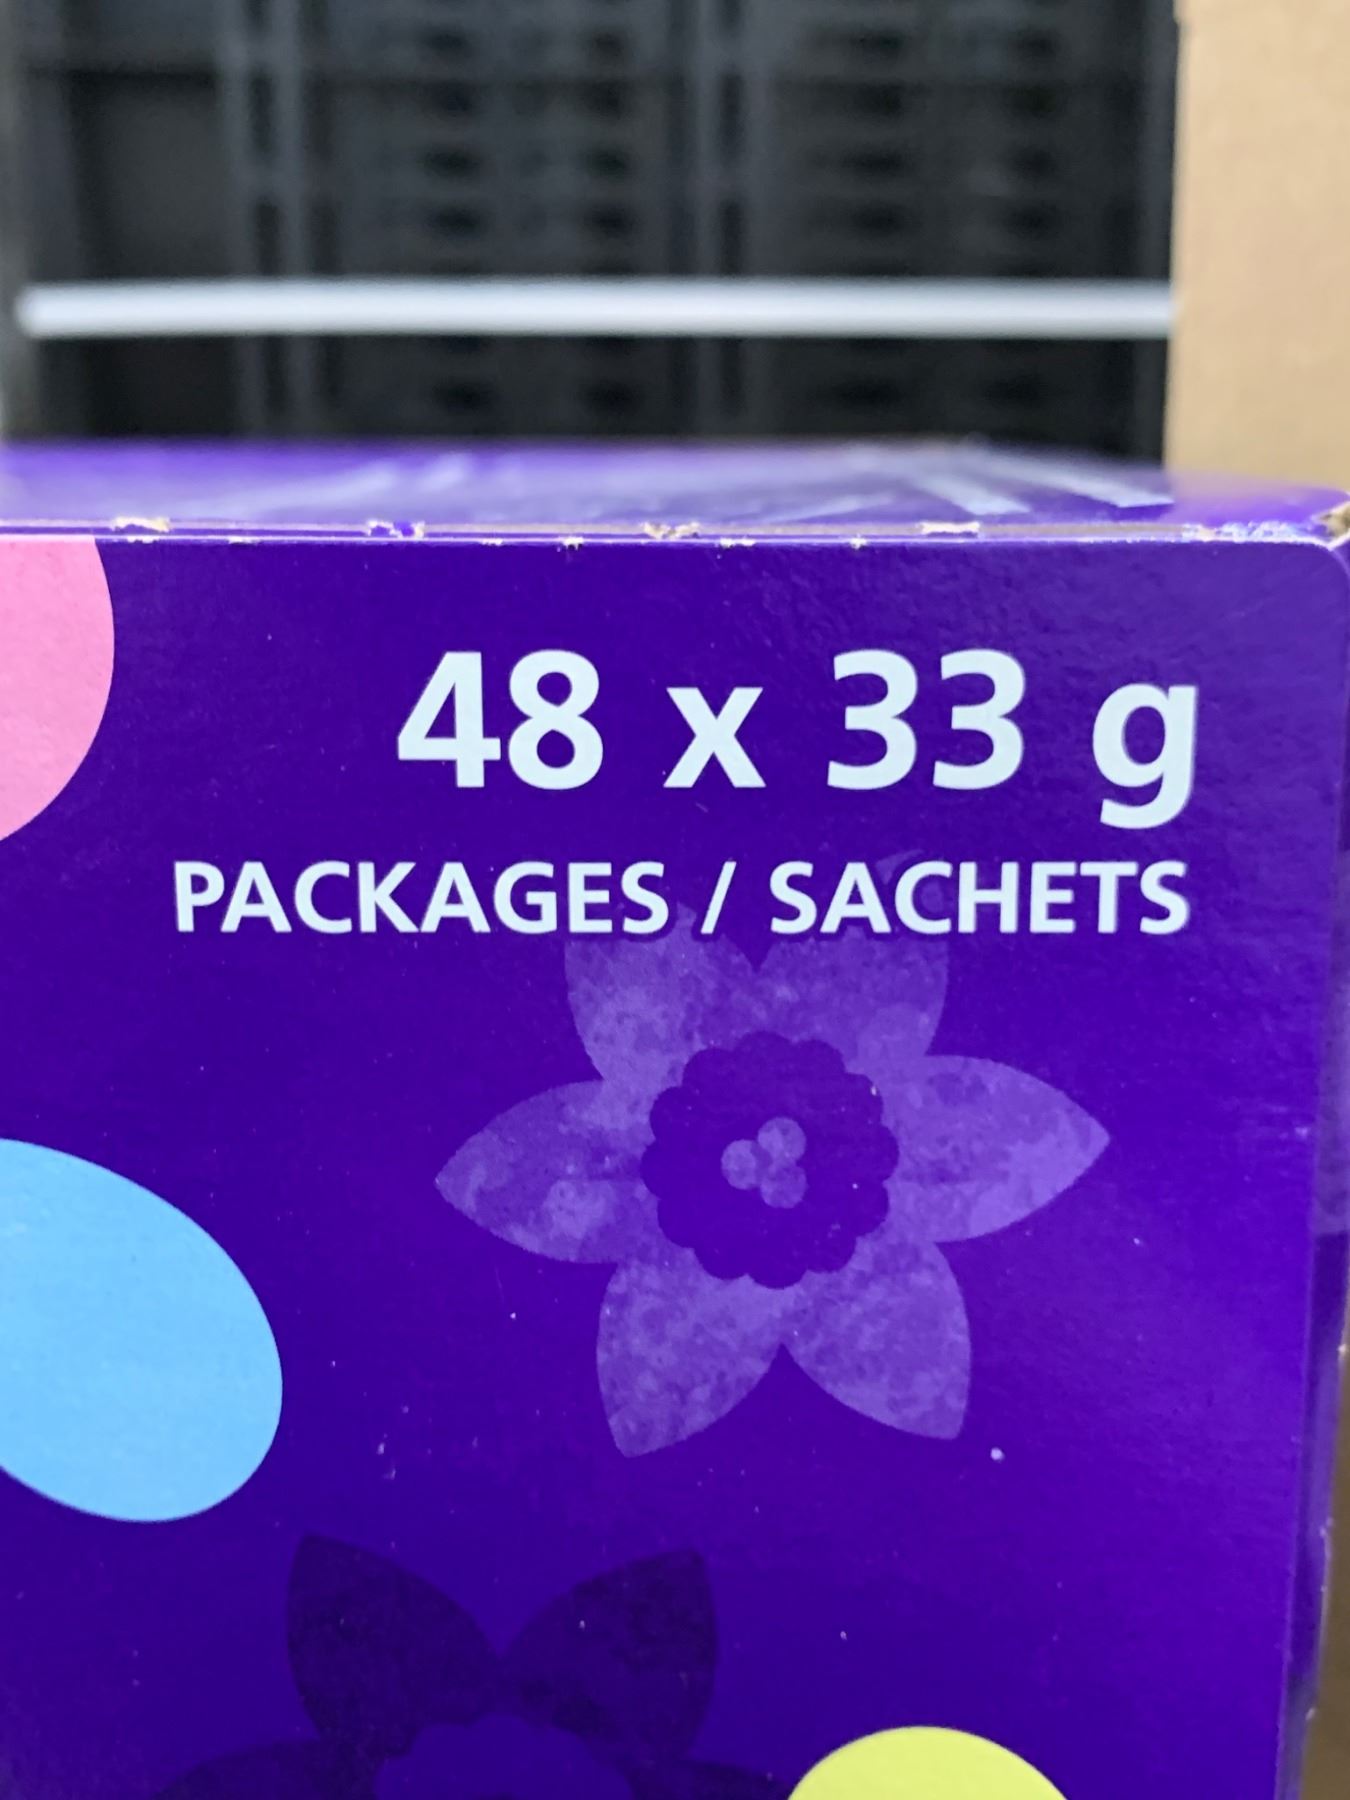 48 x 33 g
PACKAGES / SACHETS